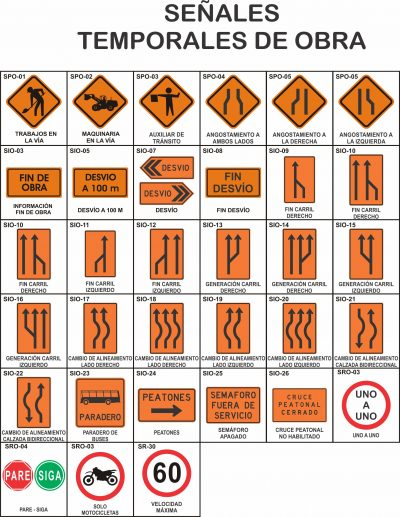 SEÑALES
TEMPORALES DE OBRA
SPO-01 SPO-02 SPO-03 SPO-04 SPO-05 SPO-05
TRABAJOS EN
LA VÍA
MAQUINARIA
EN LA VÍA
AUXILIAR DE
TRÁNSITO
ANGOSTAMIENTO A
AMBOS LADOS
ANGOSTAMIENTO A
LA DERECHA
ANGOSTAMIENTO A
LA IZQUIERDA
SIO-03 SIO-05 SIO-07 SIO-08 SIO-09 SIO-10
FIN DE
OBRA
INFORMACIÓN
FIN DE OBRA
DESVIO
A 100 m
DESVÍO A 100 M
DESVIO
DESVIO
DESVÍO
FIN
DESVÍO
FIN DESVÍO
FIN CARRIL
DERECHO
FIN CARRIL
DERECHO
SIO-10 SIO-11 SIO-12 SIO-13 SIO-14 SIO-15
FIN CARRIL
DERECHO
FIN CARRIL
IZQUIERDO
FIN CARRIL
IZQUIERDO
GENERACIÓN CARRIL
DERECHO
GENERACIÓN CARRIL
DERECHO
GENERACIÓN CARRIL
IZQUIERDO
SIO-16 SIO-17 SIO-18 SIO-19 SIO-20 SIO-21
GENERACIÓN CARRIL
IZQUIERDO
CAMBIO DE ALINEAMIENTO
LADO DERECHO
CAMBIO DE ALINEAMIENTO
LADO DERECHO
CAMBIO DE ALINEAMIENTO
LADO IZQUIERDO
CAMBIO DE ALINEAMIENTO
LADO IZQUIERDO
CAMBIO DE ALINEAMIENTO
CALZADA BIDIRECCIONAL
SIO-22 SIO-23 SIO-24 SIO-25 SIO-26 SRO-03
CAMBIO DE ALINEAMIENTO
CALZADA BIDIRECCIONAL
PARADERO
PARADERO DE
BUSES
PEATONES
PEATONES
SEMAFORO
FUERA DE
SERVICIO
SEMÁFORO
APAGADO
CRUCE
PEATONAL
CERRADO
CRUCE PEATONAL
NO HABILITADO
UNO
A
UNO
UNO A UNO
SRO-04 SRO-03 SR-30
PARE SIGA
PARE - SIGA
SOLO
MOTOCICLETAS
60
VELOCIDAD
MÁXIMA